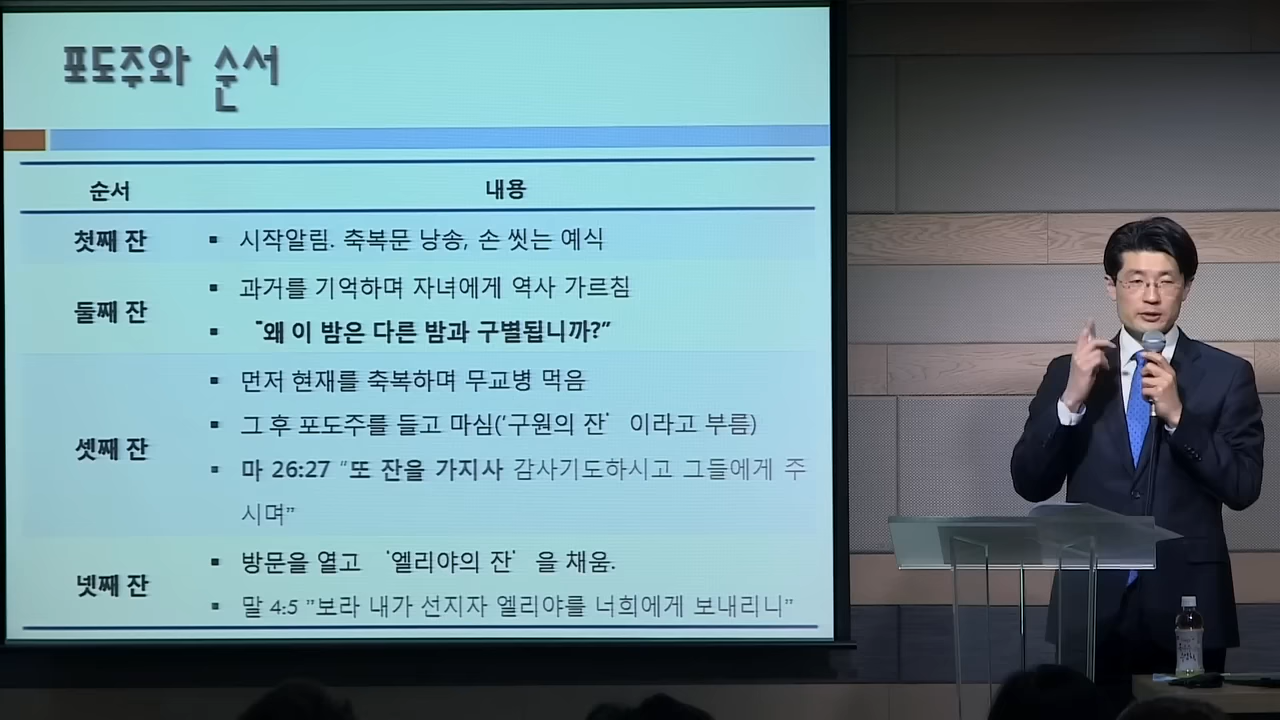 포도주와 순서
순서 내용
첫째 잔 ▪ 시작알림. 축복문 낭송, 손 씻는 예식
둘째 잔 ▪ 과거를 기억하며 자녀에게 역사 가르침
▪ "왜 이 밤은 다른 밤과 구별됩니까?"
셋째 잔 ▪ 먼저 현재를 축복하며 무교병 먹음
▪ 그 후 포도주를 들고 마심('구원의 잔' 이라고 부름)
▪ 마 26:27 "또 잔을 가지사 감사기도하시고 그들에게 주
시며"
넷째 잔 ▪ 방문을 열고 '엘리야의 잔' 을 채움.
▪ 말 4:5 "보라 내가 선지자 엘리야를 너희에게 보내리니"